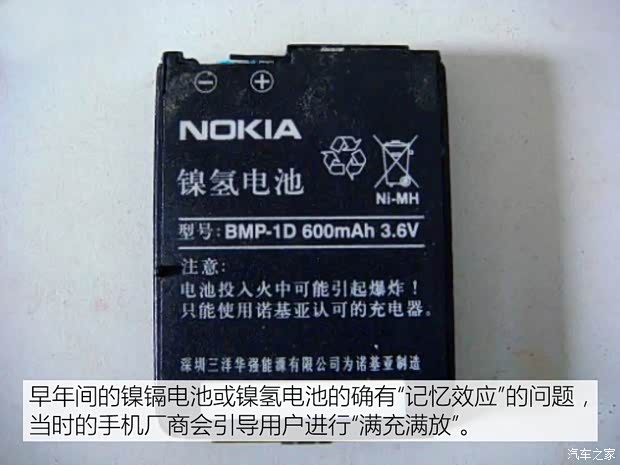 NOKIA
镍氢电池
Ni-MH
型号: BMP-1D 600mAh 3.6V
注意:
电池投入火中可能引起爆炸!
只能使用诺基亚认可的充电器。
深圳三洋华强能源有限公司为诺基亚制造
早年间的镍镉电池或镍氢电池的确有“记忆效应”的问题,
当时的手机厂商会引导用户进行“满充满放”。
汽车之家